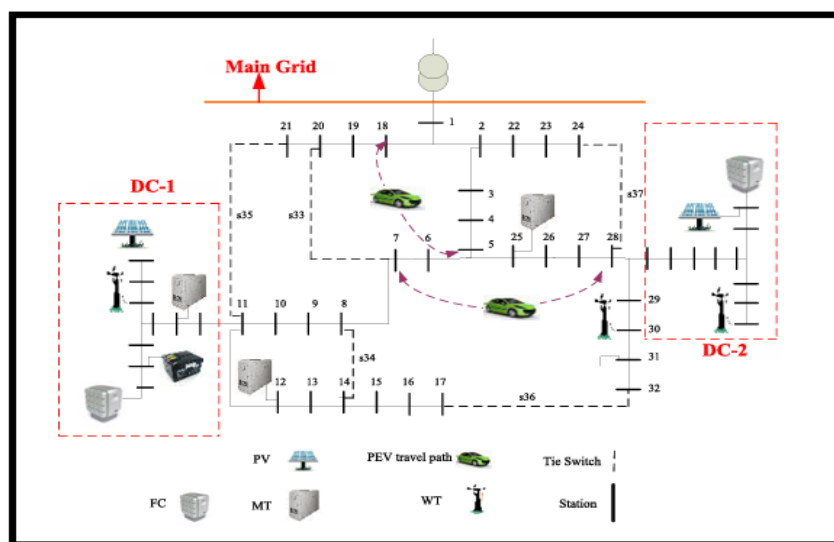 Main Grid
1
21 20 19 18 2 22 23 24
DC-1
s35
s33
s37
3
4
5
7 6 25 26 27 28
11 10 9 8
29
30
31
32
DC-2
s34
12 13 14 15 16 17
s36
PV PEV travel path Tie Switch
FC MT WT Station